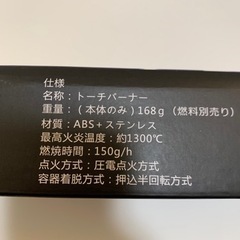 仕様
名称：トーチバーナー
重量：（本体のみ）168g（燃料別売り）
材質：ABS＋ステンレス
最高火炎温度：約1300℃
燃焼時間：150g/h
点火方式：圧電点火方式
容器着脱方式：押込半回転方式